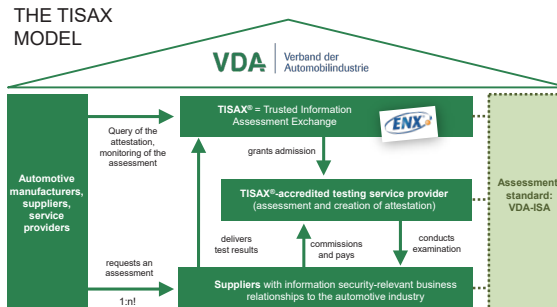 THE TISAX
MODEL
VDA
Verband der
Automobilindustrie
TISAX® = Trusted Information
Assessment Exchange
ENX
Query of the
attestation,
monitoring of the
assessment
grants admission
Automotive
manufacturers,
suppliers,
service
providers
TISAX®-accredited testing service provider
(assessment and creation of attestation)
Assessment
standard:
VDA-ISA
requests an
assessment
delivers
test results
commissions
and pays
conducts
examination
1:n!
Suppliers with information security-relevant business
relationships to the automotive industry